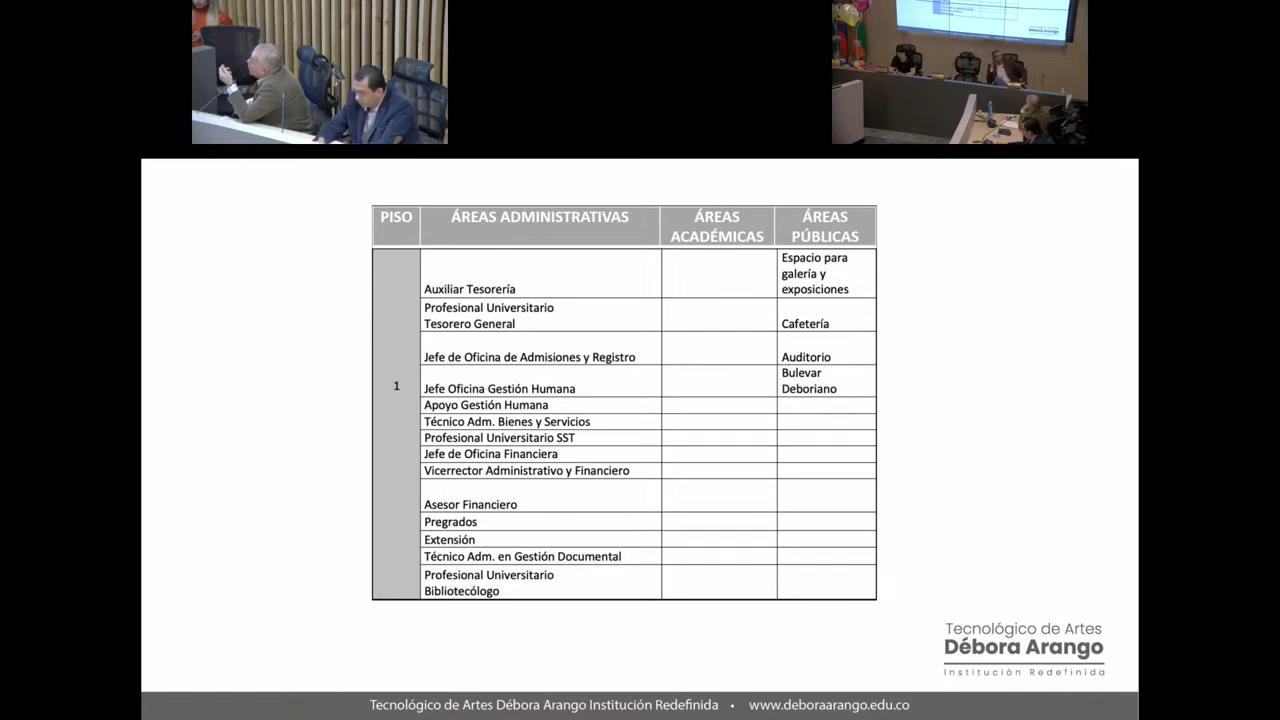 Débora Arango
PISO
ÁREAS ADMINISTRATIVAS
ÁREAS
ACADÉMICAS
ÁREAS
PÚBLICAS
1
Auxiliar Tesorería
Espacio para
galería y
exposiciones
Profesional Universitario
Tesorero General
Cafetería
Jefe de Oficina de Admisiones y Registro
Auditorio
Jefe Oficina Gestión Humana
Bulevar
Deboriano
Apoyo Gestión Humana
Técnico Adm. Bienes y Servicios
Profesional Universitario SST
Jefe de Oficina Financiera
Vicerrector Administrativo y Financiero
Asesor Financiero
Pregrados
Extensión
Técnico Adm. en Gestión Documental
Profesional Universitario
Bibliotecólogo
Tecnológico de Artes
Débora Arango
Institución Redefinida
Tecnológico de Artes Débora Arango Institución Redefinida • www.deboraarango.edu.co